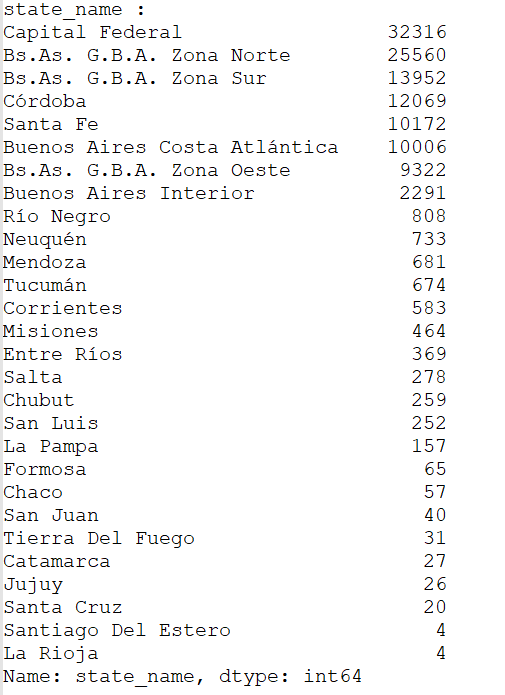 state_name :
Capital Federal 32316
Bs.As. G.B.A. Zona Norte 25560
Bs.As. G.B.A. Zona Sur 13952
Córdoba 12069
Santa Fe 10172
Buenos Aires Costa Atlántica 10006
Bs.As. G.B.A. Zona Oeste 9322
Buenos Aires Interior 2291
Río Negro 808
Neuquén 733
Mendoza 681
Tucumán 674
Corrientes 583
Misiones 464
Entre Ríos 369
Salta 278
Chubut 259
San Luis 252
La Pampa 157
Formosa 65
Chaco 57
San Juan 40
Tierra Del Fuego 31
Catamarca 27
Jujuy 26
Santa Cruz 20
Santiago Del Estero 4
La Rioja 4
Name: state_name, dtype: int64